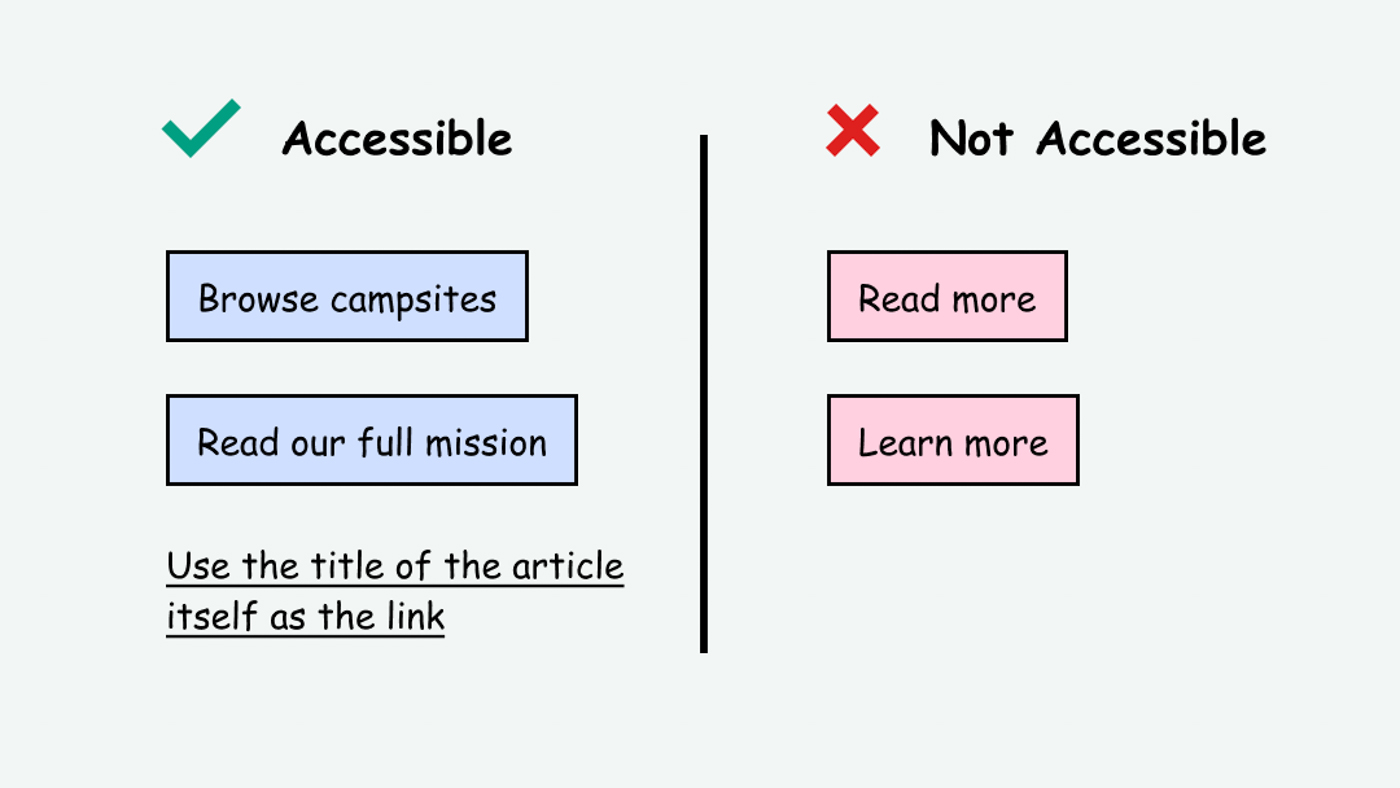 Accessible
Browse campsites
Read our full mission
Use the title of the article
itself as the link
Not Accessible
Read more
Learn more